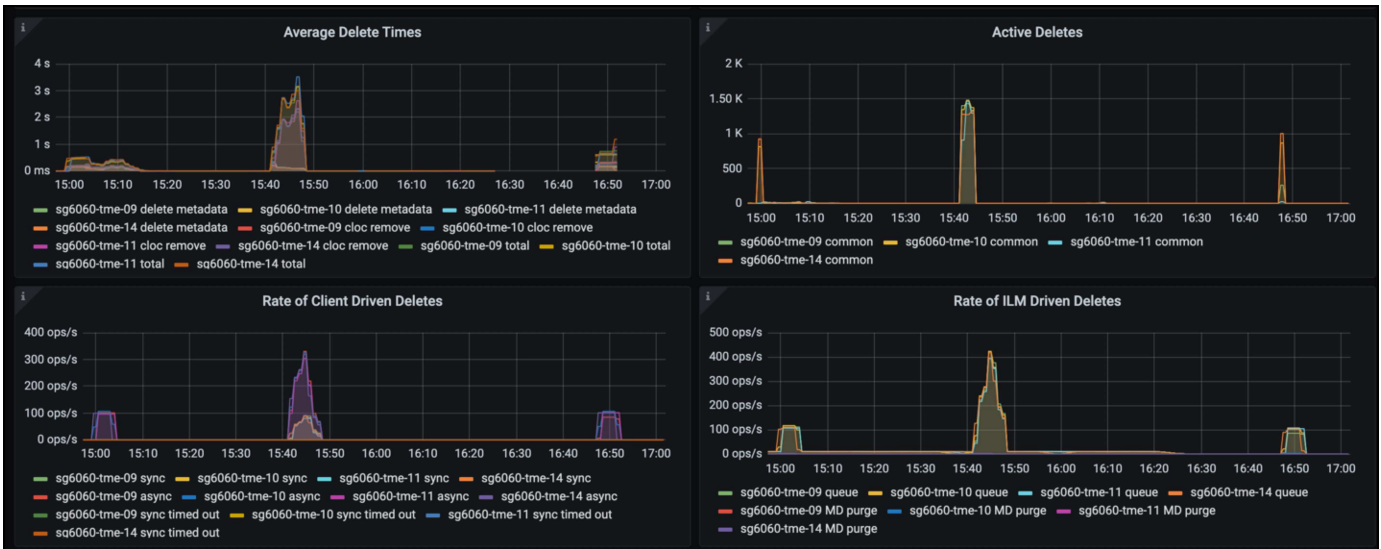 Average Delete Times
4 s
3 s
2 s
1 s
0 ms
15:00 15:10 15:20 15:30 15:40 15:50 16:00 16:10 16:20 16:30 16:40 16:50 17:00
sg6060-tme-09 delete metadata sg6060-tme-10 delete metadata sg6060-tme-11 delete metadata
sg6060-tme-14 delete metadata sg6060-tme-09 cloc remove sg6060-tme-10 cloc remove
sg6060-tme-11 cloc remove sg6060-tme-14 cloc remove sg6060-tme-09 total sg6060-tme-10 total
sg6060-tme-11 total sg6060-tme-14 total
Active Deletes
2 K
1.50 K
1 K
500
0
15:00 15:10 15:20 15:30 15:40 15:50 16:00 16:10 16:20 16:30 16:40 16:50 17:00
sg6060-tme-09 common sg6060-tme-10 common sg6060-tme-11 common
sg6060-tme-14 common
Rate of Client Driven Deletes
400 ops/s
300 ops/s
200 ops/s
100 ops/s
0 ops/s
15:00 15:10 15:20 15:30 15:40 15:50 16:00 16:10 16:20 16:30 16:40 16:50 17:00
sg6060-tme-09 sync sg6060-tme-10 sync sg6060-tme-11 sync sg6060-tme-14 sync
sg6060-tme-09 async sg6060-tme-10 async sg6060-tme-11 async sg6060-tme-14 async
sg6060-tme-09 sync timed out sg6060-tme-10 sync timed out sg6060-tme-11 sync timed out
sg6060-tme-14 sync timed out
Rate of ILM Driven Deletes
500 ops/s
400 ops/s
300 ops/s
200 ops/s
100 ops/s
0 ops/s
15:00 15:10 15:20 15:30 15:40 15:50 16:00 16:10 16:20 16:30 16:40 16:50 17:00
sg6060-tme-09 queue sg6060-tme-10 queue sg6060-tme-11 queue sg6060-tme-14 queue
sg6060-tme-09 MD purge sg6060-tme-10 MD purge sg6060-tme-11 MD purge
sg6060-tme-14 MD purge